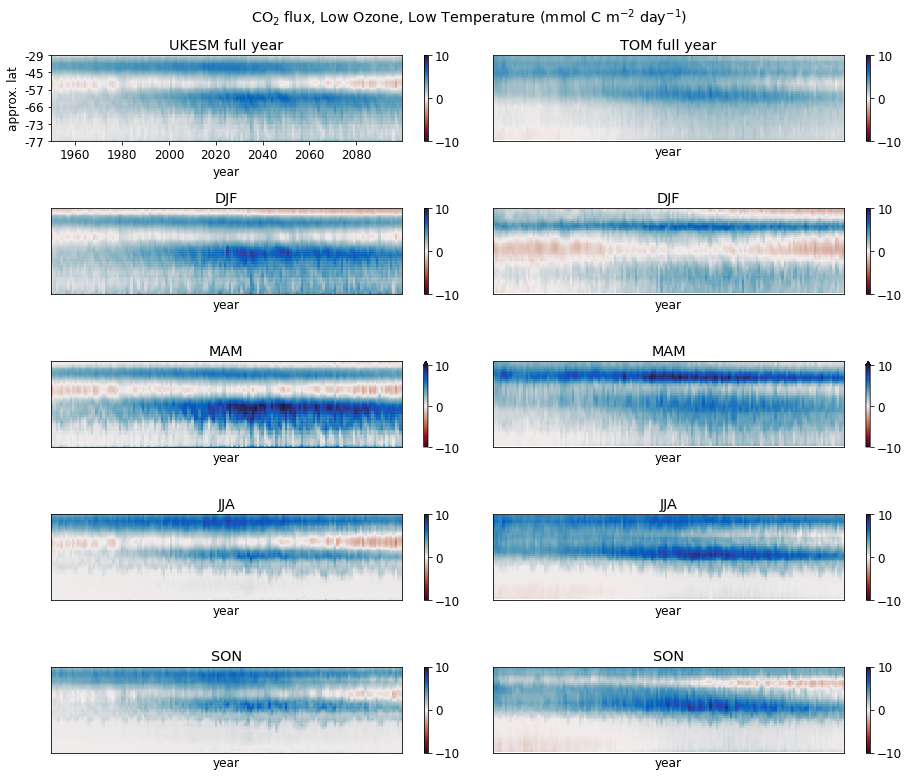 CO₂ flux, Low Ozone, Low Temperature (mmol C m⁻² day⁻¹)
UKESM full year
TOM full year
approx. lat
-29
-45
-57
-66
-73
-77
1960 1980 2000 2020 2040 2060 2080
year
10
0
−10
year
10
0
−10
DJF
year
10
0
−10
DJF
year
10
0
−10
MAM
year
10
0
−10
MAM
year
10
0
−10
JJA
year
10
0
−10
JJA
year
10
0
−10
SON
year
10
0
−10
SON
year
10
0
−10